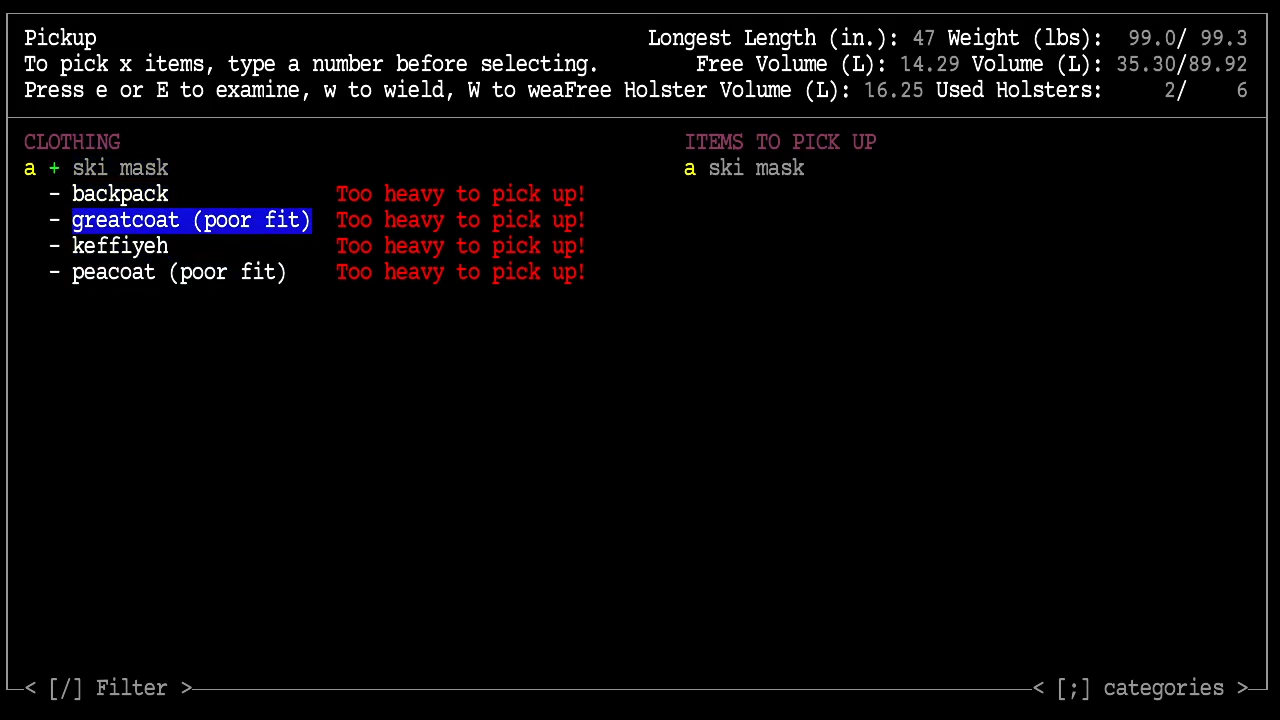 Pickup Longest Length (in.): 47 Weight (lbs): 99.0/ 99.3
To pick x items, type a number before selecting. Free Volume (L): 14.29 Volume (L): 35.30/89.92
Press e or E to examine, w to wield, W to weaFree Holster Volume (L): 16.25 Used Holsters: 2/ 6
CLOTHING ITEMS TO PICK UP
a + ski mask a ski mask
- backpack Too heavy to pick up!
- greatcoat (poor fit) Too heavy to pick up!
- keffiyeh Too heavy to pick up!
- peacoat (poor fit) Too heavy to pick up!
< [/] Filter > < [;] categories >